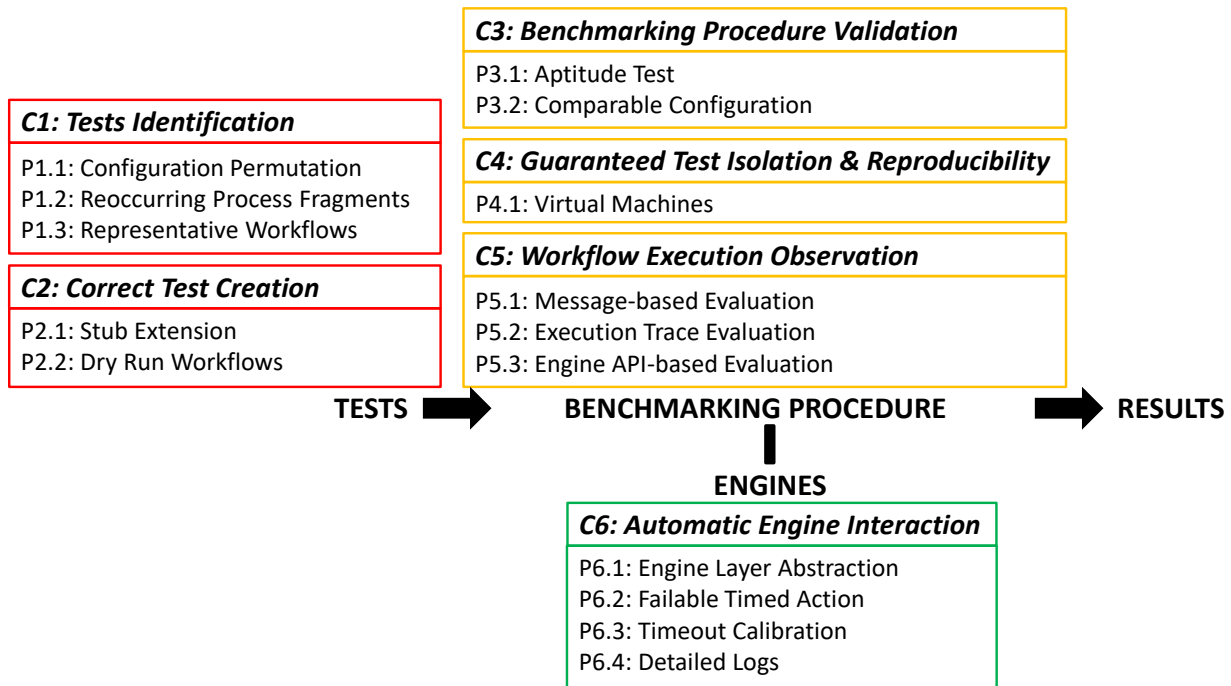 C1: Tests Identification
P1.1: Configuration Permutation
P1.2: Reoccurring Process Fragments
P1.3: Representative Workflows
C2: Correct Test Creation
P2.1: Stub Extension
P2.2: Dry Run Workflows
C3: Benchmarking Procedure Validation
P3.1: Aptitude Test
P3.2: Comparable Configuration
C4: Guaranteed Test Isolation & Reproducibility
P4.1: Virtual Machines
C5: Workflow Execution Observation
P5.1: Message-based Evaluation
P5.2: Execution Trace Evaluation
P5.3: Engine API-based Evaluation
TESTS
BENCHMARKING PROCEDURE
RESULTS
ENGINES
C6: Automatic Engine Interaction
P6.1: Engine Layer Abstraction
P6.2: Failable Timed Action
P6.3: Timeout Calibration
P6.4: Detailed Logs